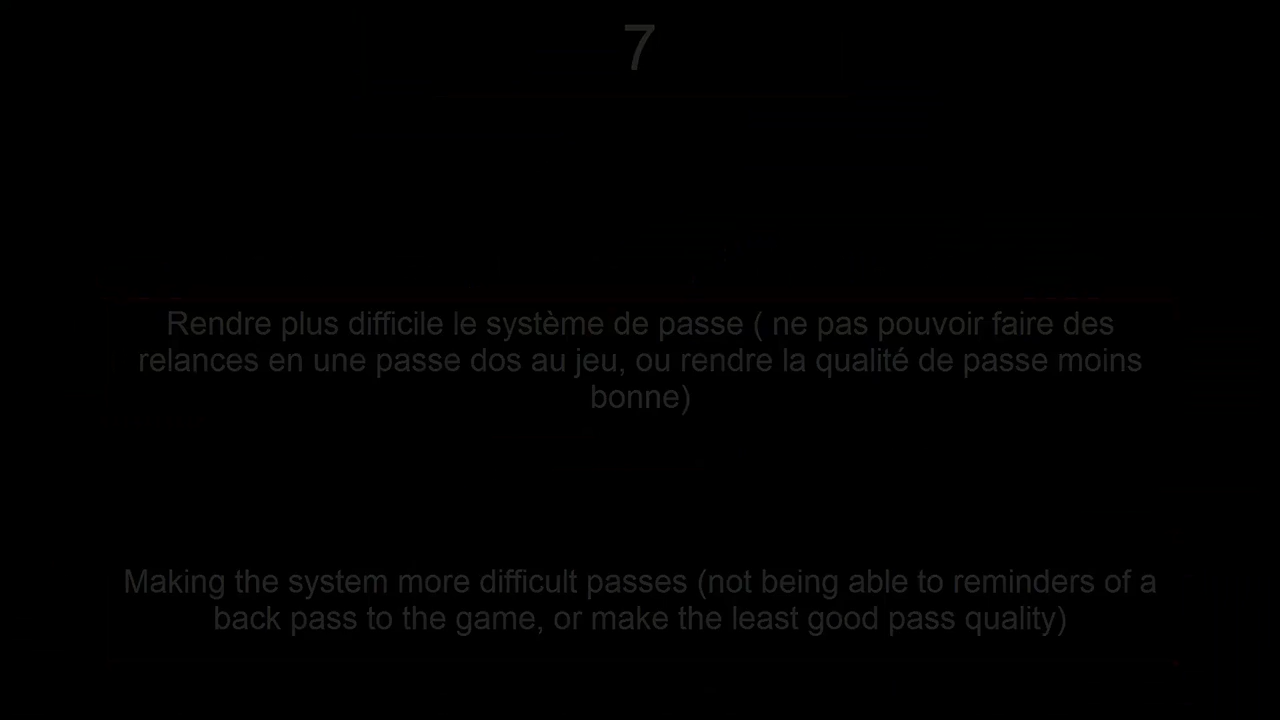 7
Rendre plus difficile le système de passe ( ne pas pouvoir faire des
relances en une passe dos au jeu, ou rendre la qualité de passe moins
bonne)
Making the system more difficult passes (not being able to reminders of a
back pass to the game, or make the least good pass quality)